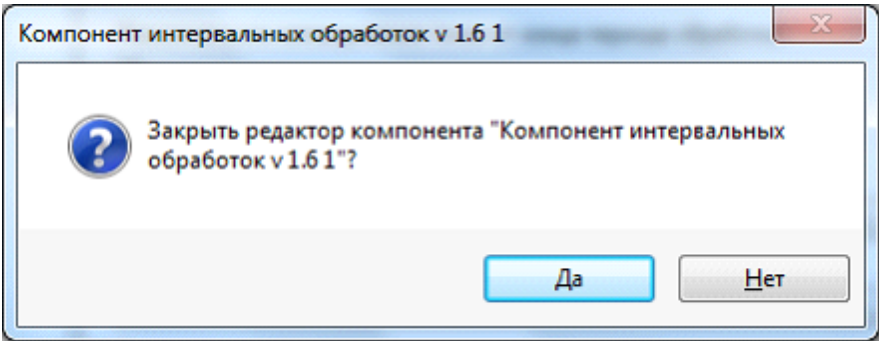 Компонент интервальных обработок v 1.6 1
Закрыть редактор компонента "Компонент интервальных
обработок v 1.6 1"?
Да
Нет